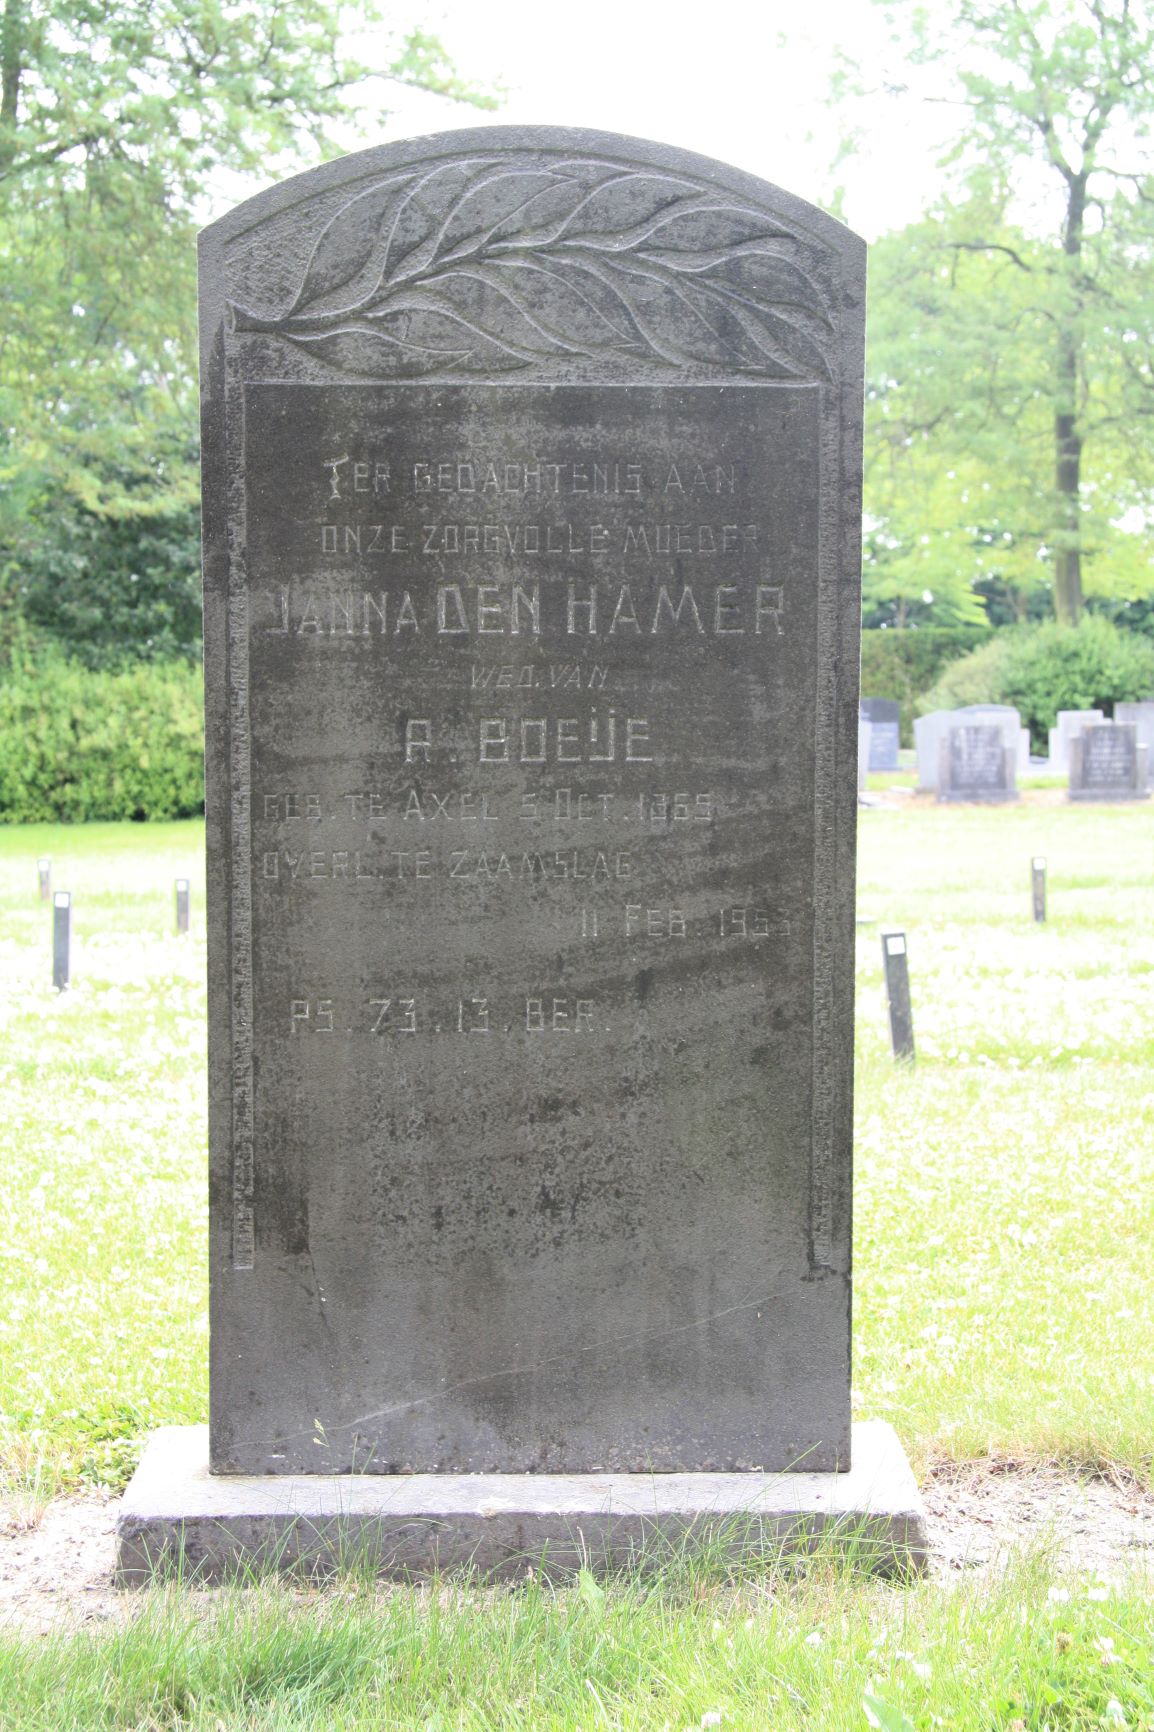 TER GEDACHTENIS AAN
ONZE ZORGVOLLE MOEDER
JANNA DEN HAMER
WED. VAN
A. BOEIJE
GEB. TE AXEL 5 OCT. 1869
OVERL. TE ZAAMSLAG
11 FEB. 1953
PS. 73. 13. BER.